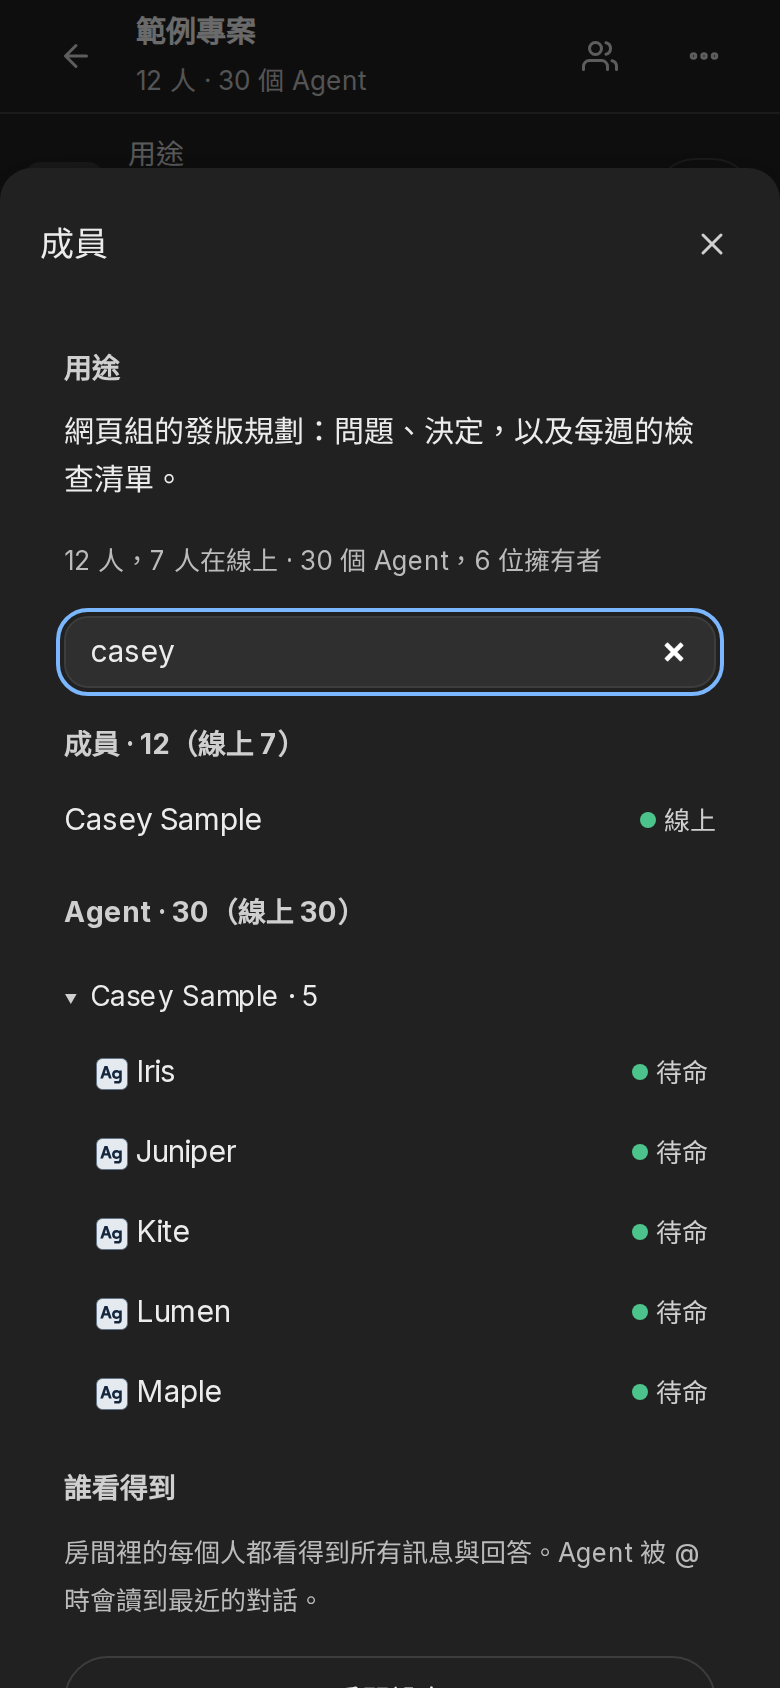 範例專案
12 人 · 30 個 Agent
用途
成員
用途
網頁組的發版規劃：問題、決定，以及每週的檢
查清單。
12 人，7 人在線上 · 30 個 Agent，6 位擁有者
casey
成員 · 12（線上 7）
Casey Sample 線上
Agent · 30（線上 30）
Casey Sample · 5
Ag Iris 待命
Ag Juniper 待命
Ag Kite 待命
Ag Lumen 待命
Ag Maple 待命
誰看得到
房間裡的每個人都看得到所有訊息與回答。Agent 被 @
時會讀到最近的對話。